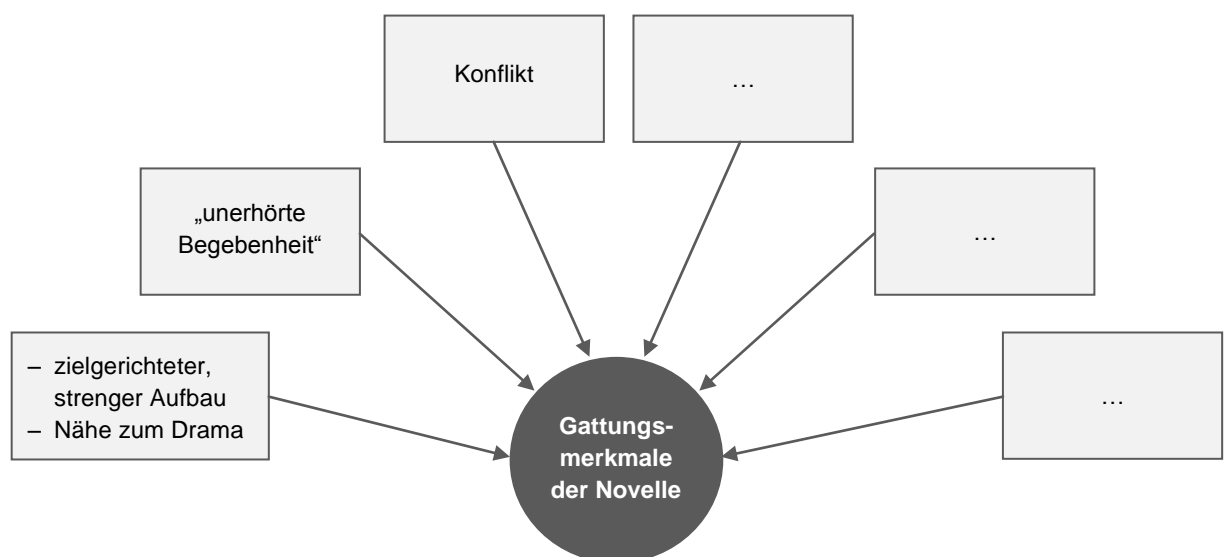 Konflikt
…
„unerhörte
Begebenheit“
…
– zielgerichteter,
strenger Aufbau
– Nähe zum Drama
…
Gattungs-
merkmale
der Novelle